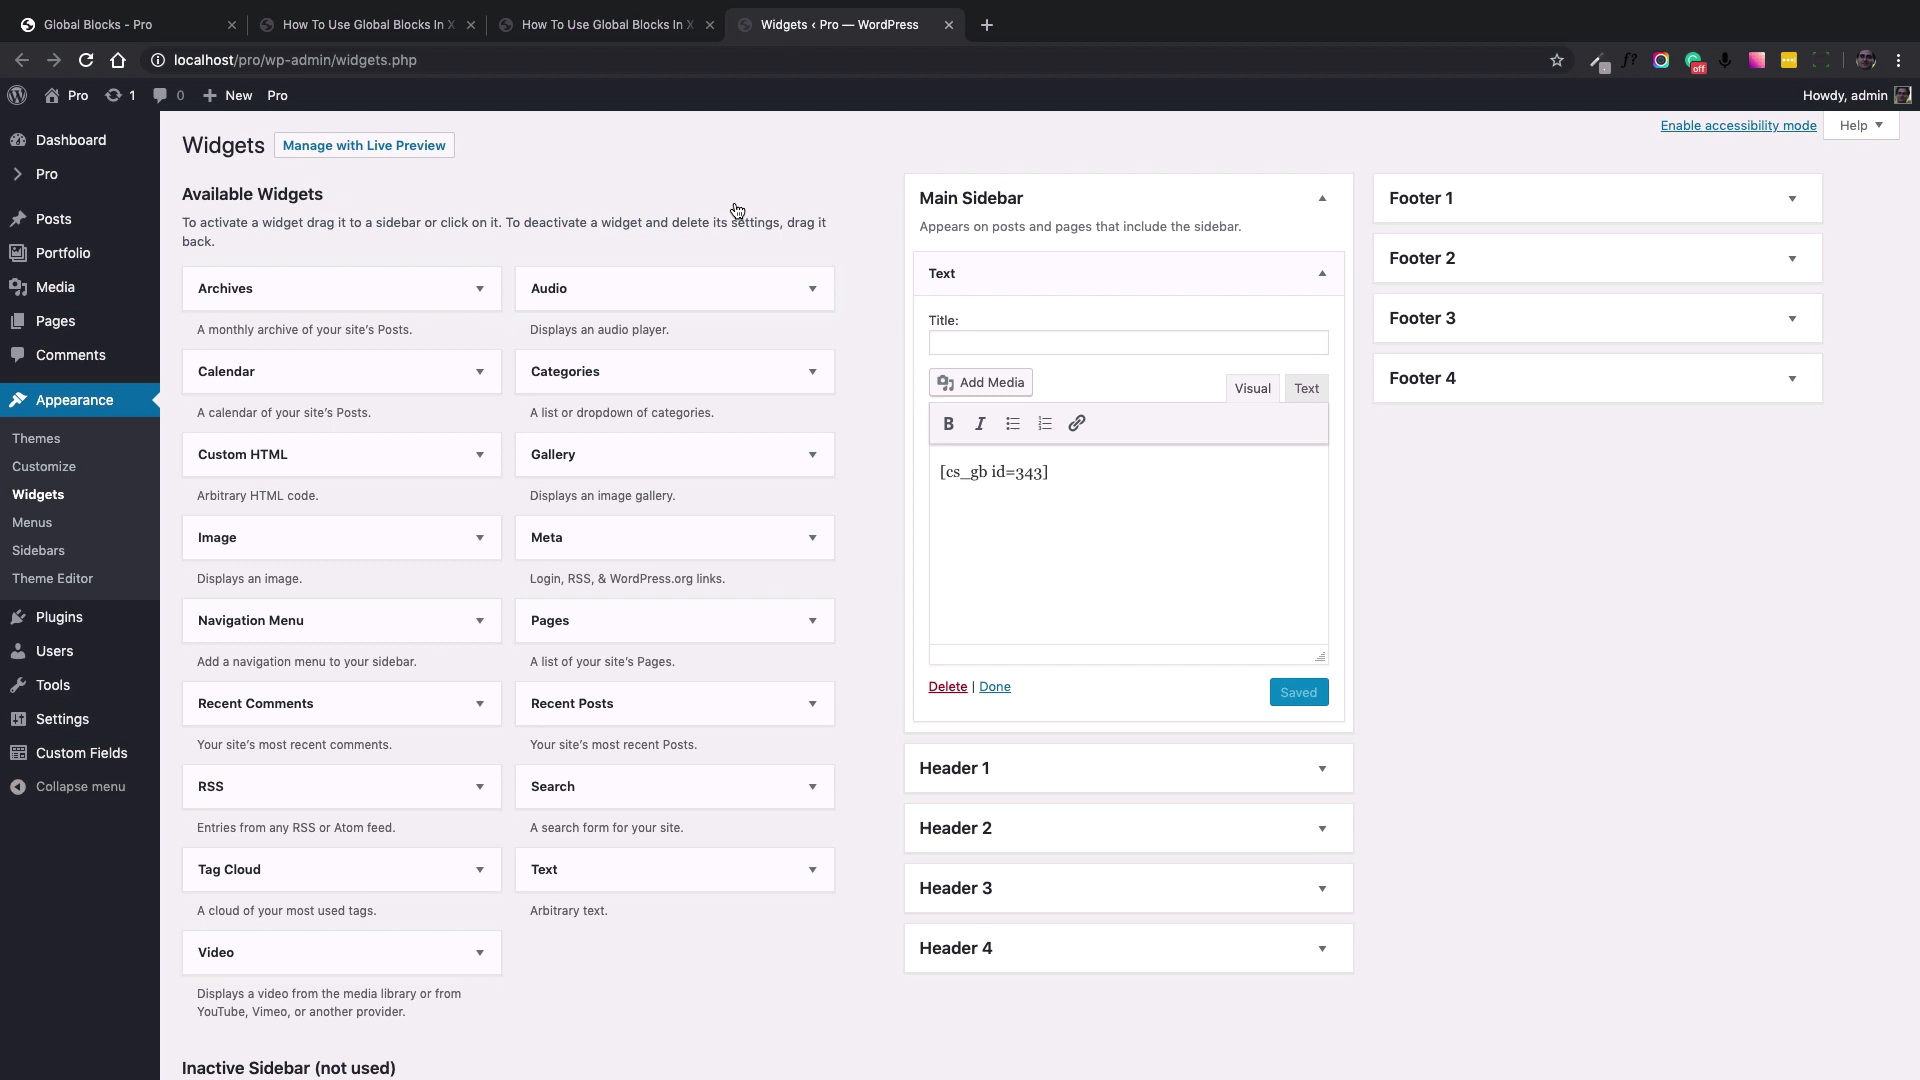 Global Blocks - Pro
How To Use Global Blocks In X
How To Use Global Blocks In X
Widgets ‹ Pro — WordPress
localhost/pro/wp-admin/widgets.php
off
Pro
1
0
New
Pro
Howdy, admin
Dashboard
Pro
Posts
Portfolio
Media
Pages
Comments
Appearance
Themes
Customize
Widgets
Menus
Sidebars
Theme Editor
Plugins
Users
Tools
Settings
Custom Fields
Collapse menu
Enable accessibility mode
Help
Widgets
Manage with Live Preview
Available Widgets
To activate a widget drag it to a sidebar or click on it. To deactivate a widget and delete its settings, drag it
back.
Archives
A monthly archive of your site's Posts.
Audio
Displays an audio player.
Calendar
A calendar of your site's Posts.
Categories
A list or dropdown of categories.
Custom HTML
Arbitrary HTML code.
Gallery
Displays an image gallery.
Image
Displays an image.
Meta
Login, RSS, & WordPress.org links.
Navigation Menu
Add a navigation menu to your sidebar.
Pages
A list of your site's Pages.
Recent Comments
Your site's most recent comments.
Recent Posts
Your site's most recent Posts.
RSS
Entries from any RSS or Atom feed.
Search
A search form for your site.
Tag Cloud
A cloud of your most used tags.
Text
Arbitrary text.
Video
Displays a video from the media library or from
YouTube, Vimeo, or another provider.
Inactive Sidebar (not used)
Main Sidebar
Appears on posts and pages that include the sidebar.
Text
Title:
Add Media
Visual
Text
B I
[cs_gb id=343]
Delete | Done
Saved
Header 1
Header 2
Header 3
Header 4
Footer 1
Footer 2
Footer 3
Footer 4